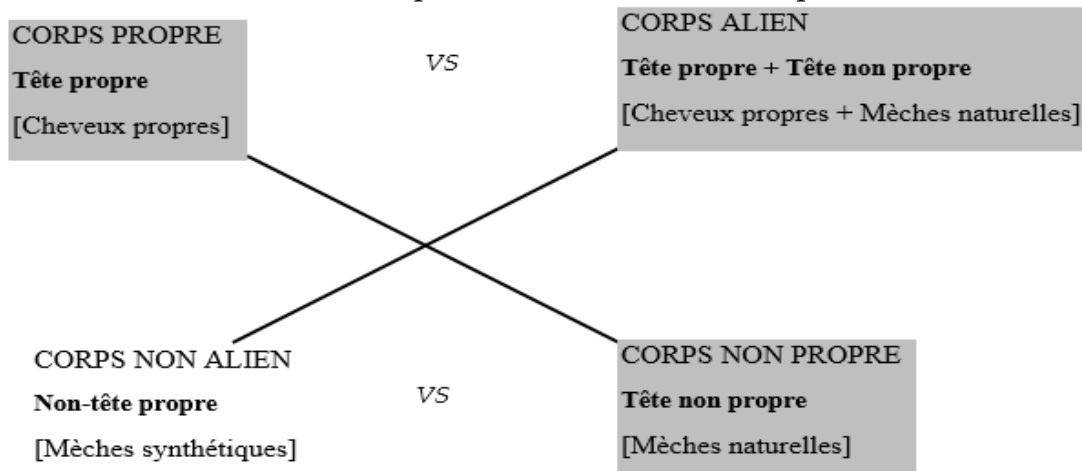 CORPS PROPRE
Tête propre
[Cheveux propres]
VS
CORPS ALIEN
Tête propre + Tête non propre
[Cheveux propres + Mèches naturelles]
CORPS NON ALIEN
Non-tête propre
[Mèches synthétiques]
VS
CORPS NON PROPRE
Tête non propre
[Mèches naturelles]